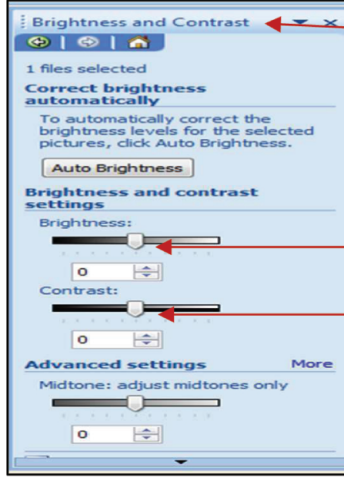 Brightness and Contrast
1 files selected
Correct brightness
automatically
To automatically correct the
brightness levels for the selected
pictures, click Auto Brightness.
Auto Brightness
Brightness and contrast
settings
Brightness:
0
Contrast:
0
Advanced settings More
Midtone: adjust midtones only
0